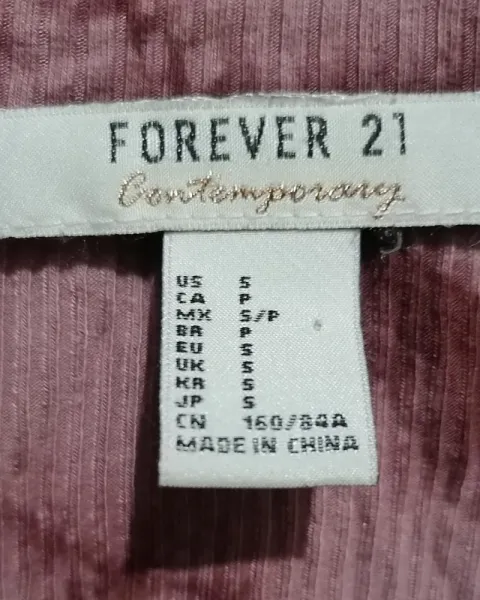 FOREVER 21
Contemporary
US S
CA P
MX S/P
BR P
EU S
UK S
KR S
JP S
CN 160/84A
MADE IN CHINA